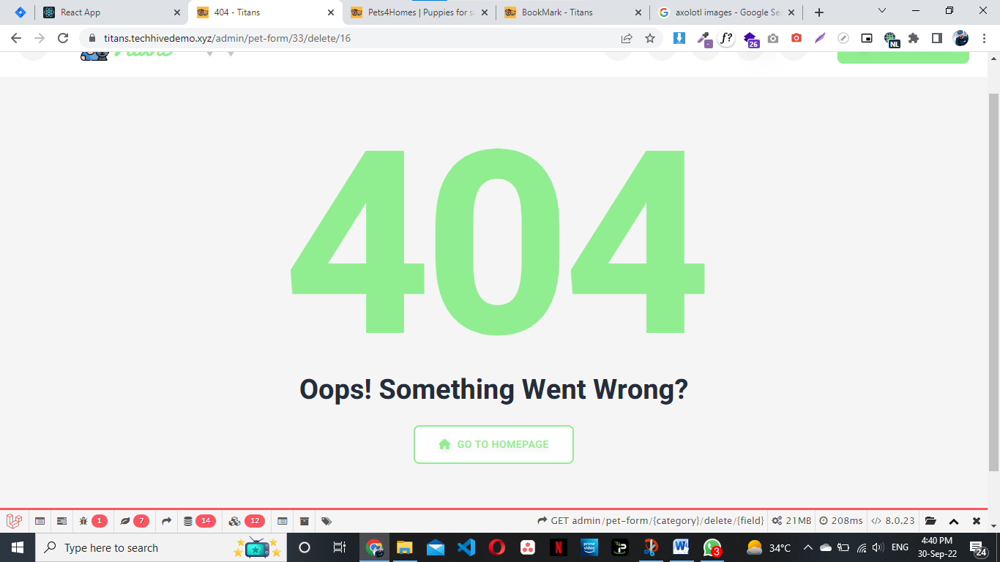 React App
404 - Titans
Pets4Homes | Puppies for sa
BookMark - Titans
axolotl images - Google Sea
titans.techhivedemo.xyz/admin/pet-form/33/delete/16
f?
26
NL
404
Oops! Something Went Wrong?
GO TO HOMEPAGE
1
7
14
12
GET admin/pet-form/{category}/delete/{field}
21MB
208ms
8.0.23
Type here to search
3
34°C
ENG
4:40 PM
30-Sep-22
24